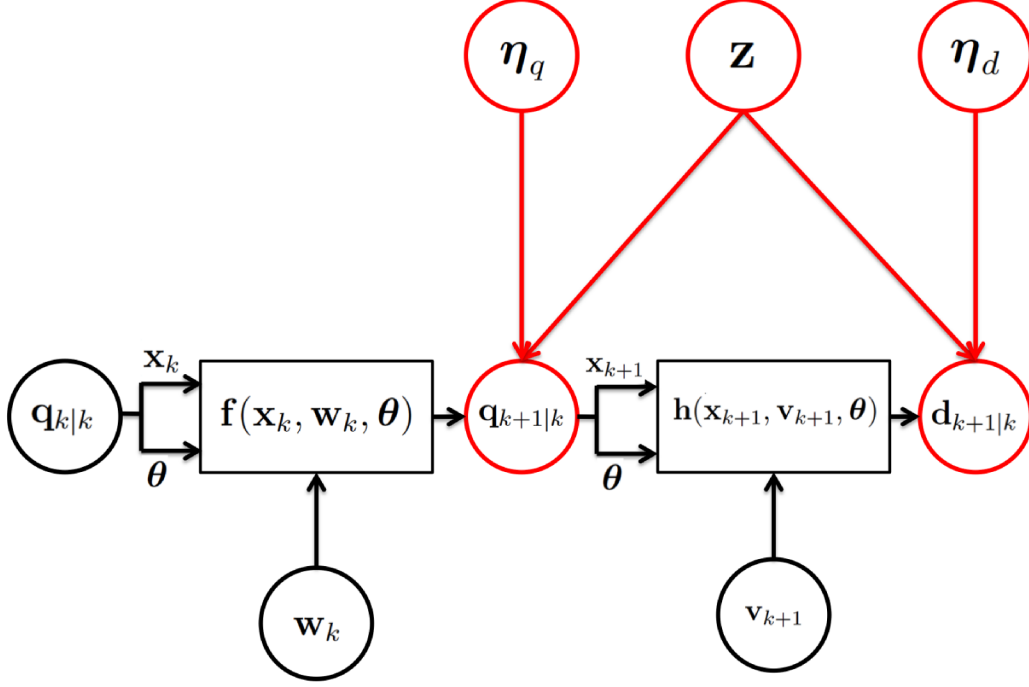 η_q z η_d
x_k x_{k+1}
q_{k|k} f(x_k, w_k, θ) q_{k+1|k} h(x_{k+1}, v_{k+1}, θ) d_{k+1|k}
θ θ
w_k v_{k+1}